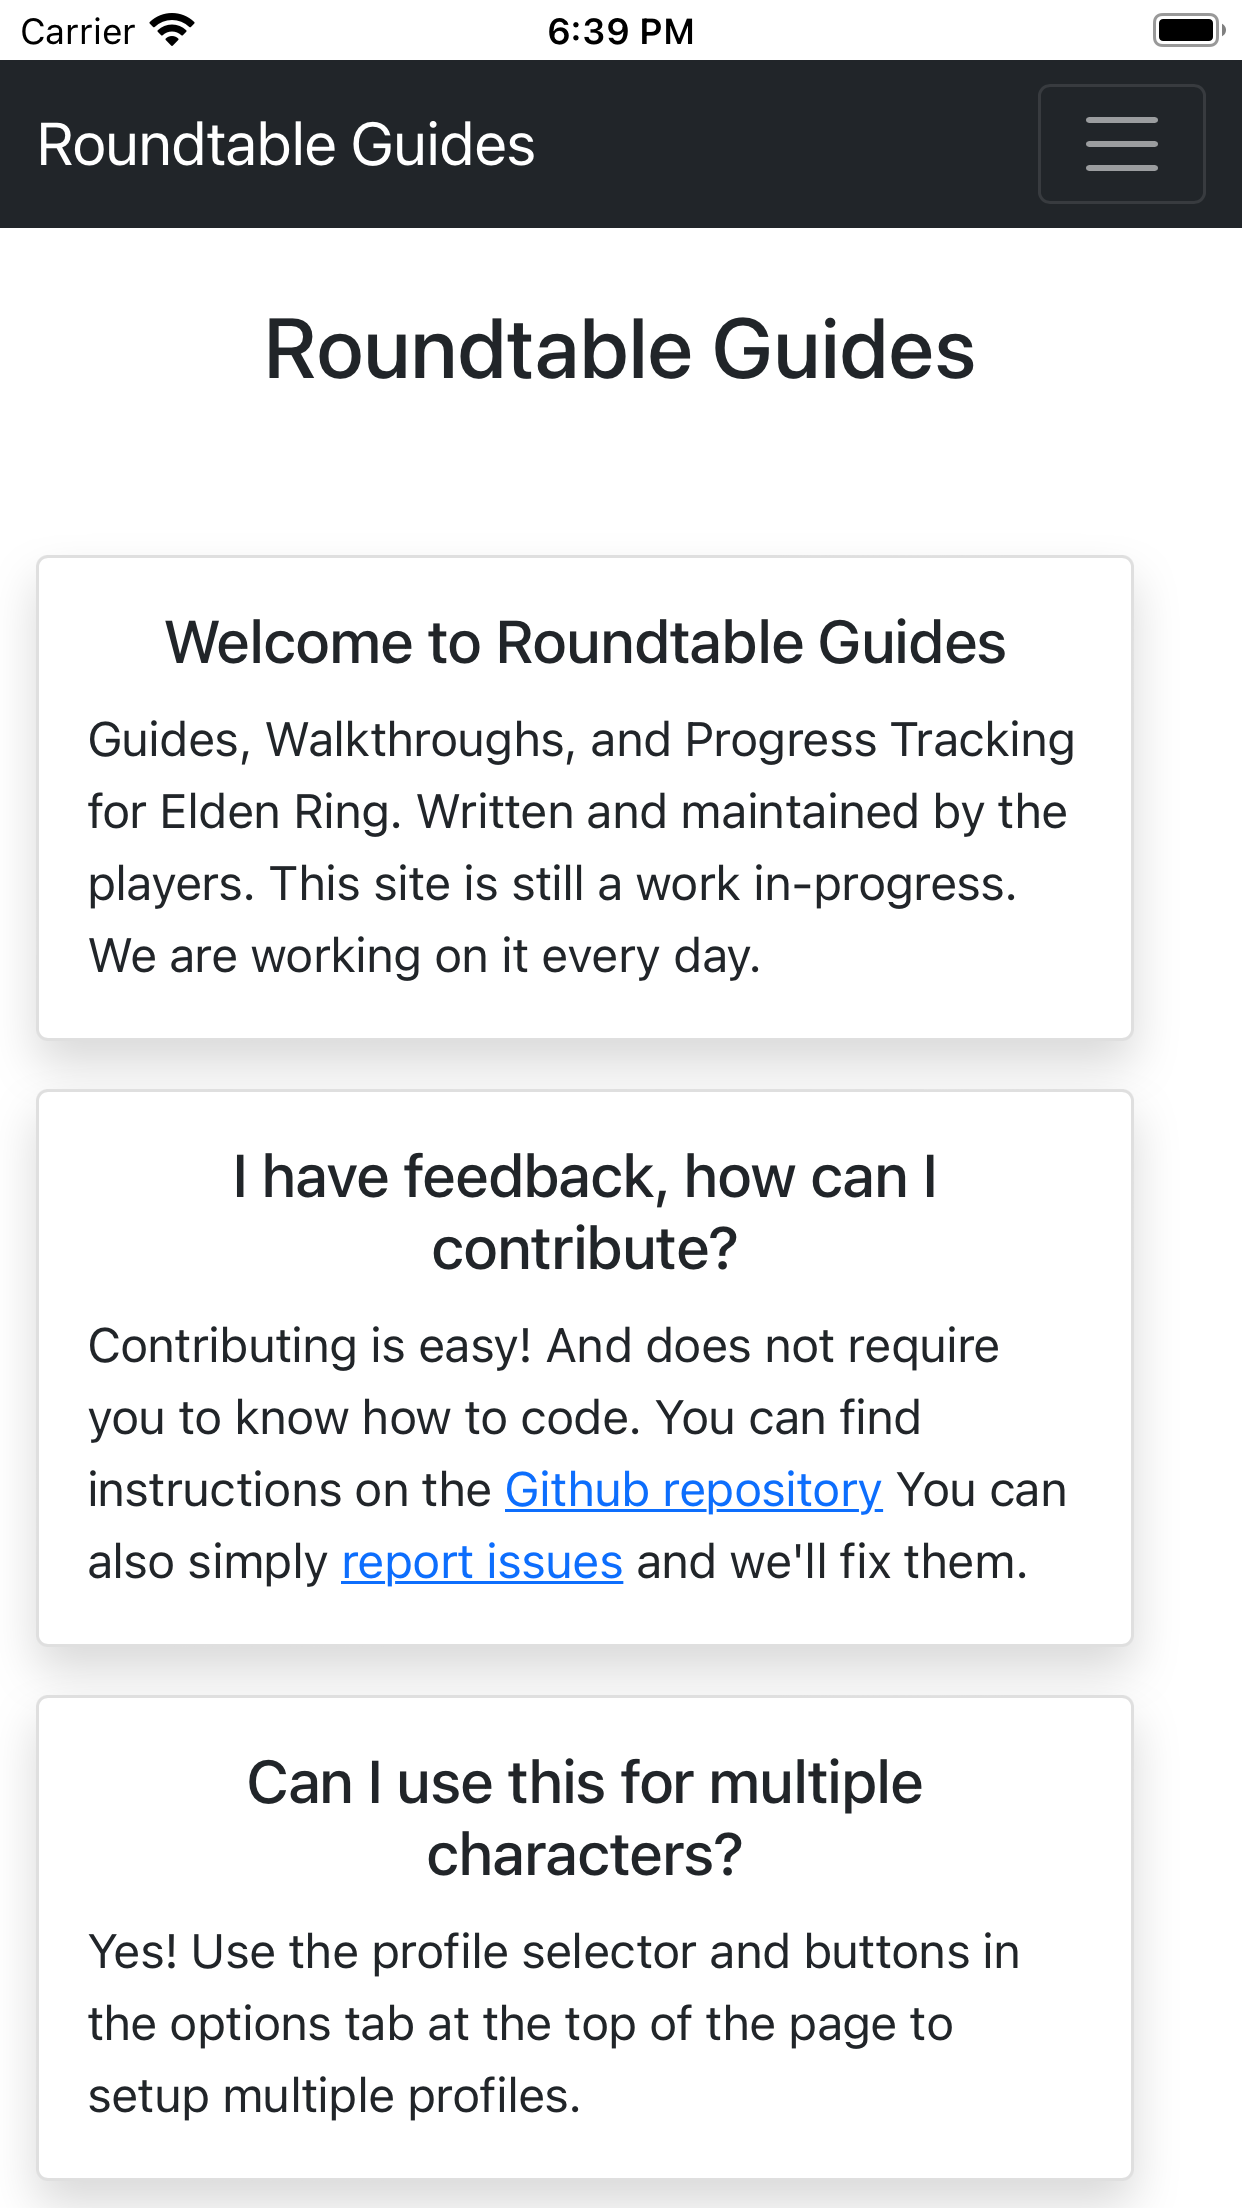 Carrier 6:39 PM
Roundtable Guides
Roundtable Guides
Welcome to Roundtable Guides
Guides, Walkthroughs, and Progress Tracking
for Elden Ring. Written and maintained by the
players. This site is still a work in-progress.
We are working on it every day.
I have feedback, how can I
contribute?
Contributing is easy! And does not require
you to know how to code. You can find
instructions on the Github repository You can
also simply report issues and we'll fix them.
Can I use this for multiple
characters?
Yes! Use the profile selector and buttons in
the options tab at the top of the page to
setup multiple profiles.